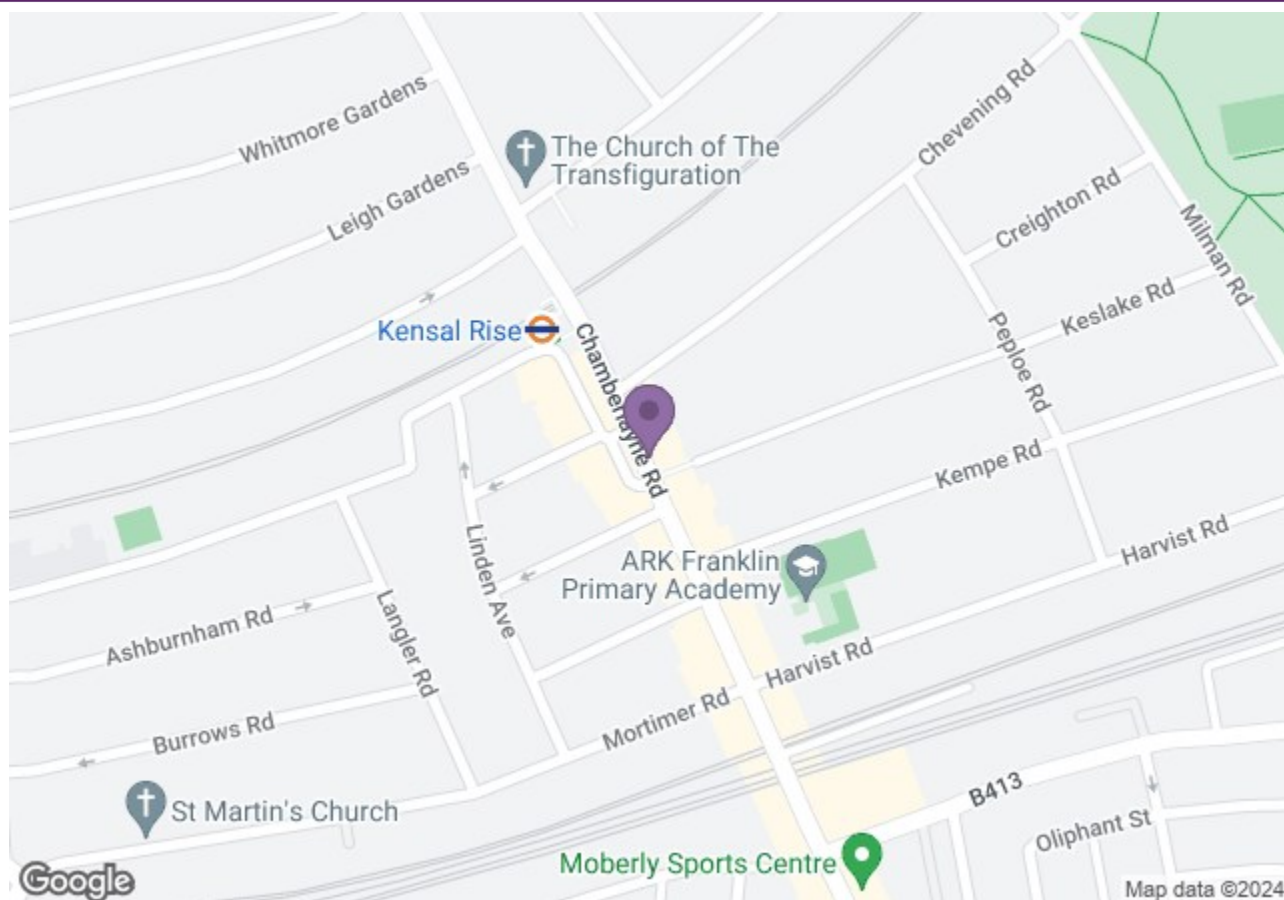 Whitmore Gardens
The Church of The
Transfiguration
Chevening Rd
Leigh Gardens
Creighton Rd
Milman Rd
Kensal Rise
Chamberlayne Rd
Keslake Rd
Peploe Rd
Kempe Rd
Linden Ave
ARK Franklin
Primary Academy
Harvist Rd
Ashburnham Rd
Langler Rd
Harvist Rd
Mortimer Rd
Burrows Rd
St Martin's Church
B413
Oliphant St
Moberly Sports Centre
Google
Map data ©2024